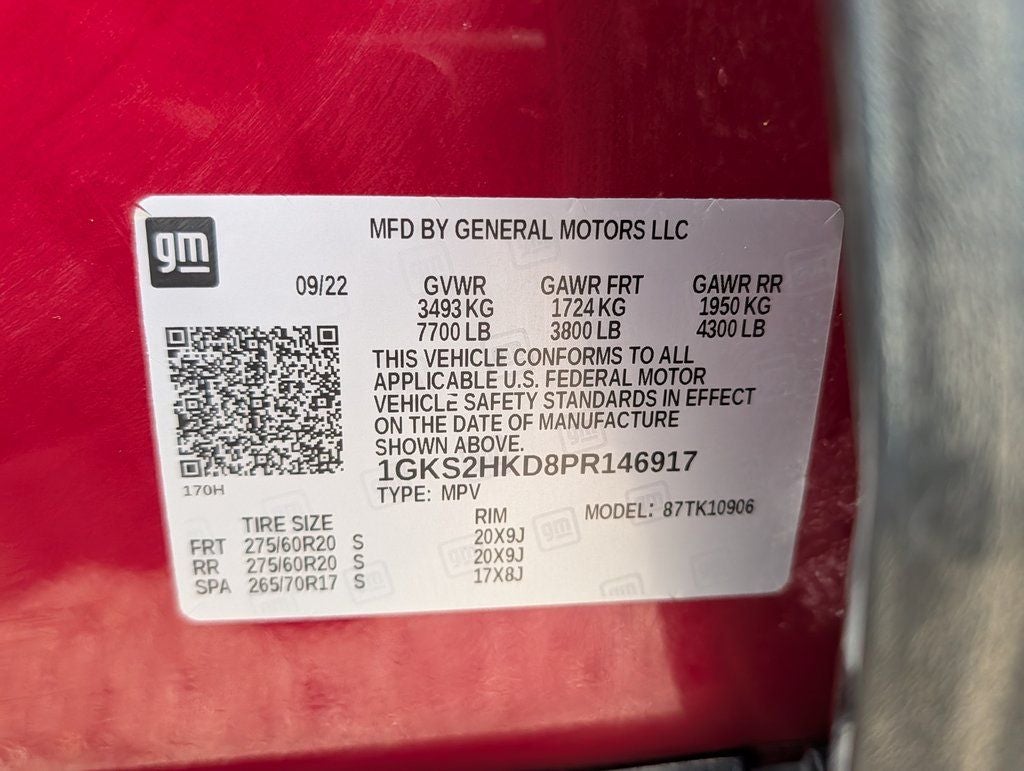 gm
MFD BY GENERAL MOTORS LLC
09/22 GVWR GAWR FRT GAWR RR
3493 KG 1724 KG 1950 KG
7700 LB 3800 LB 4300 LB
THIS VEHICLE CONFORMS TO ALL
APPLICABLE U.S. FEDERAL MOTOR
VEHICLE SAFETY STANDARDS IN EFFECT
ON THE DATE OF MANUFACTURE
SHOWN ABOVE.
1GKS2HKD8PR146917
170H
TYPE: MPV
MODEL: 87TK10906
TIRE SIZE RIM
FRT 275/60R20 S 20X9J
RR 275/60R20 S 20X9J
SPA 265/70R17 S 17X8J